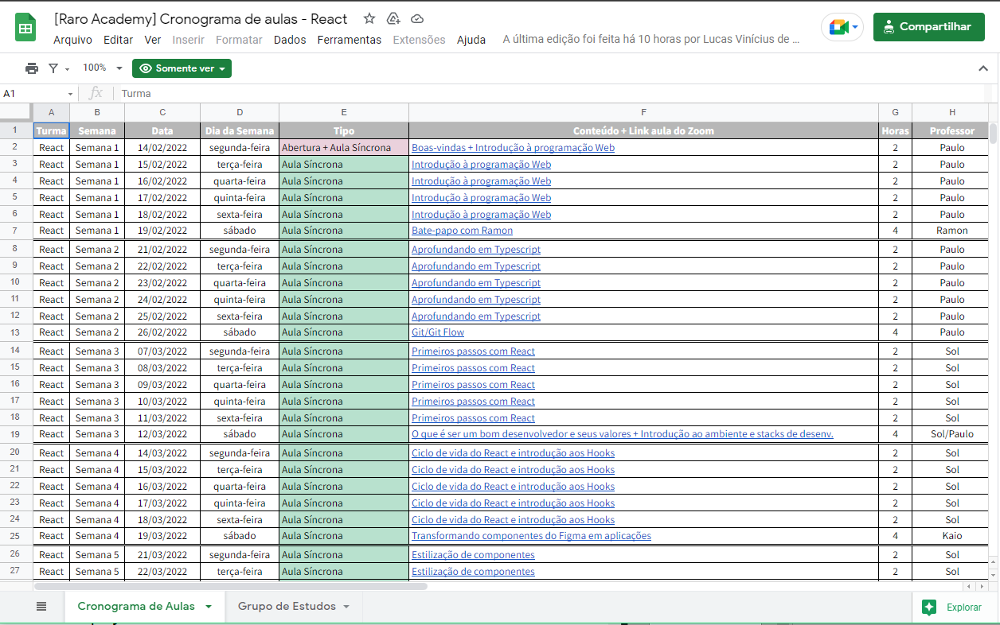 [Raro Academy] Cronograma de aulas - React
Arquivo Editar Ver Inserir Formatar Dados Ferramentas Extensões Ajuda A última edição foi feita há 10 horas por Lucas Vinícius de ...
Compartilhar
100% Somente ver
A1 fx Turma
A B C D E F G H
1 Turma Semana Data Dia da Semana Tipo Conteúdo + Link aula do Zoom Horas Professor
2 React Semana 1 14/02/2022 segunda-feira Abertura + Aula Síncrona Boas-vindas + Introdução à programação Web 2 Paulo
3 React Semana 1 15/02/2022 terça-feira Aula Síncrona Introdução à programação Web 2 Paulo
4 React Semana 1 16/02/2022 quarta-feira Aula Síncrona Introdução à programação Web 2 Paulo
5 React Semana 1 17/02/2022 quinta-feira Aula Síncrona Introdução à programação Web 2 Paulo
6 React Semana 1 18/02/2022 sexta-feira Aula Síncrona Introdução à programação Web 2 Paulo
7 React Semana 1 19/02/2022 sábado Aula Síncrona Bate-papo com Ramon 4 Ramon
8 React Semana 2 21/02/2022 segunda-feira Aula Síncrona Aprofundando em Typescript 2 Paulo
9 React Semana 2 22/02/2022 terça-feira Aula Síncrona Aprofundando em Typescript 2 Paulo
10 React Semana 2 23/02/2022 quarta-feira Aula Síncrona Aprofundando em Typescript 2 Paulo
11 React Semana 2 24/02/2022 quinta-feira Aula Síncrona Aprofundando em Typescript 2 Paulo
12 React Semana 2 25/02/2022 sexta-feira Aula Síncrona Aprofundando em Typescript 2 Paulo
13 React Semana 2 26/02/2022 sábado Aula Síncrona Git/Git Flow 4 Paulo
14 React Semana 3 07/03/2022 segunda-feira Aula Síncrona Primeiros passos com React 2 Sol
15 React Semana 3 08/03/2022 terça-feira Aula Síncrona Primeiros passos com React 2 Sol
16 React Semana 3 09/03/2022 quarta-feira Aula Síncrona Primeiros passos com React 2 Sol
17 React Semana 3 10/03/2022 quinta-feira Aula Síncrona Primeiros passos com React 2 Sol
18 React Semana 3 11/03/2022 sexta-feira Aula Síncrona Primeiros passos com React 2 Sol
19 React Semana 3 12/03/2022 sábado Aula Síncrona O que é ser um bom desenvolvedor e seus valores + Introdução ao ambiente e stacks de desenv. 4 Sol/Paulo
20 React Semana 4 14/03/2022 segunda-feira Aula Síncrona Ciclo de vida do React e introdução aos Hooks 2 Sol
21 React Semana 4 15/03/2022 terça-feira Aula Síncrona Ciclo de vida do React e introdução aos Hooks 2 Sol
22 React Semana 4 16/03/2022 quarta-feira Aula Síncrona Ciclo de vida do React e introdução aos Hooks 2 Sol
23 React Semana 4 17/03/2022 quinta-feira Aula Síncrona Ciclo de vida do React e introdução aos Hooks 2 Sol
24 React Semana 4 18/03/2022 sexta-feira Aula Síncrona Ciclo de vida do React e introdução aos Hooks 2 Sol
25 React Semana 4 19/03/2022 sábado Aula Síncrona Transformando componentes do Figma em aplicações 4 Kaio
26 React Semana 5 21/03/2022 segunda-feira Aula Síncrona Estilização de componentes 2 Sol
27 React Semana 5 22/03/2022 terça-feira Aula Síncrona Estilização de componentes 2 Sol
Cronograma de Aulas Grupo de Estudos Explorar